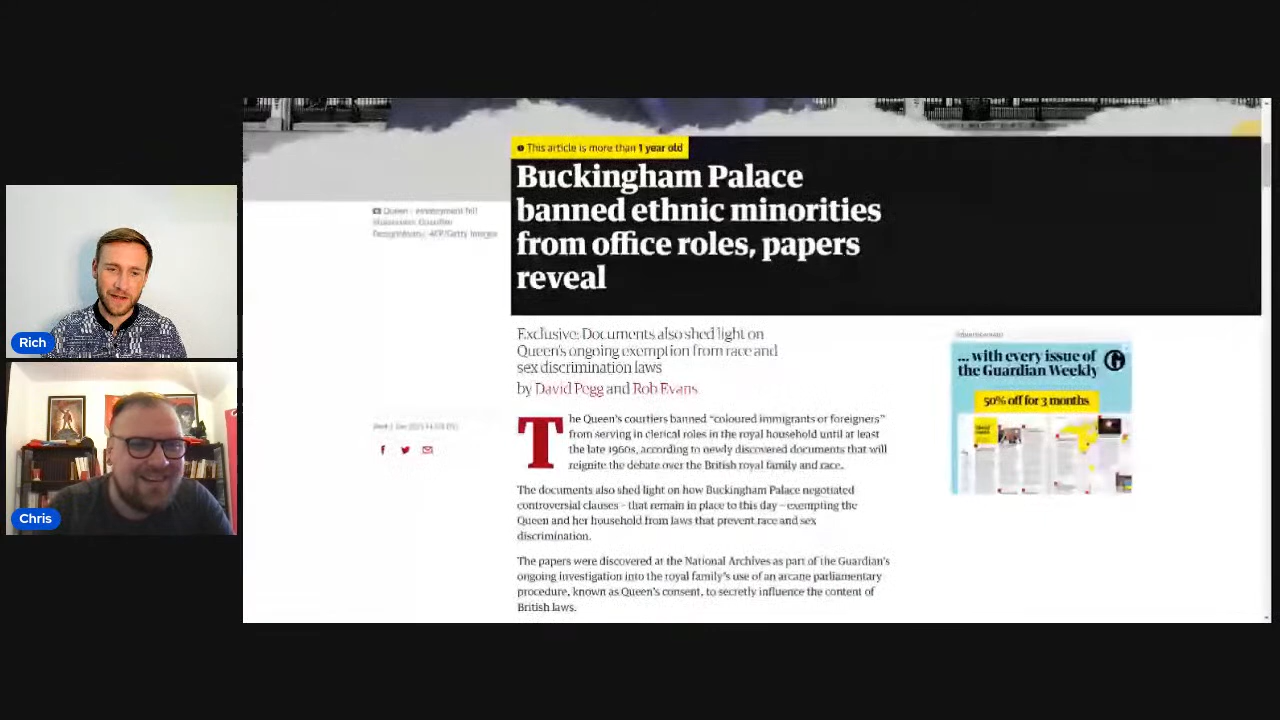 This article is more than 1 year old
Buckingham Palace
banned ethnic minorities
from office roles, papers
reveal
Queen -
Getty Images
Exclusive: Documents also shed light on
Queen's ongoing exemption from race and
sex discrimination laws
by David Pegg and Rob Evans
The Queen's courtiers banned "coloured immigrants or foreigners"
from serving in clerical roles in the royal household until at least
the late 1960s, according to newly discovered documents that will
reignite the debate over the British royal family and race.
The documents also shed light on how Buckingham Palace negotiated
controversial clauses – that remain in place to this day – exempting the
Queen and her household from laws that prevent race and sex
discrimination.
The papers were discovered at the National Archives as part of the Guardian's
ongoing investigation into the royal family's use of an arcane parliamentary
procedure, known as Queen's consent, to secretly influence the content of
British laws.
... with every issue of
the Guardian Weekly
50% off for 3 months
Rich
Chris